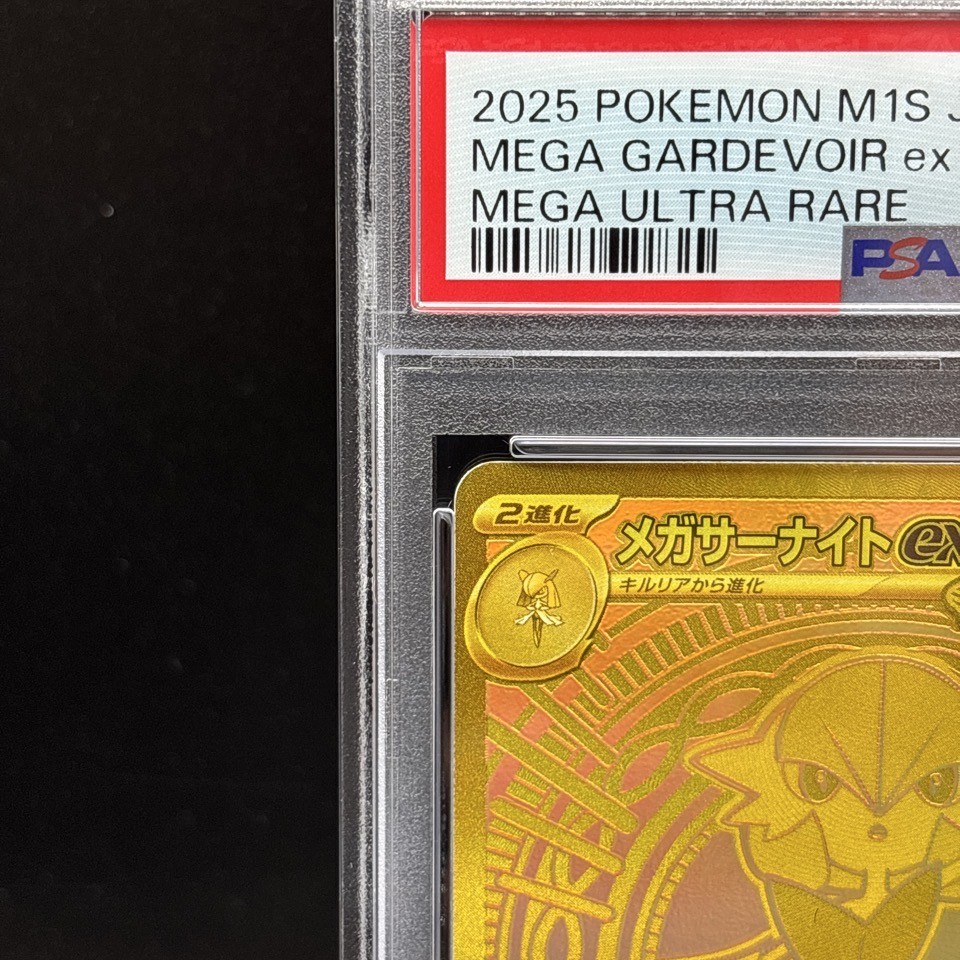 2025 POKEMON M1S J
MEGA GARDEVOIR ex
MEGA ULTRA RARE
PSA
2進化
メガサーナイトex
キルリアから進化